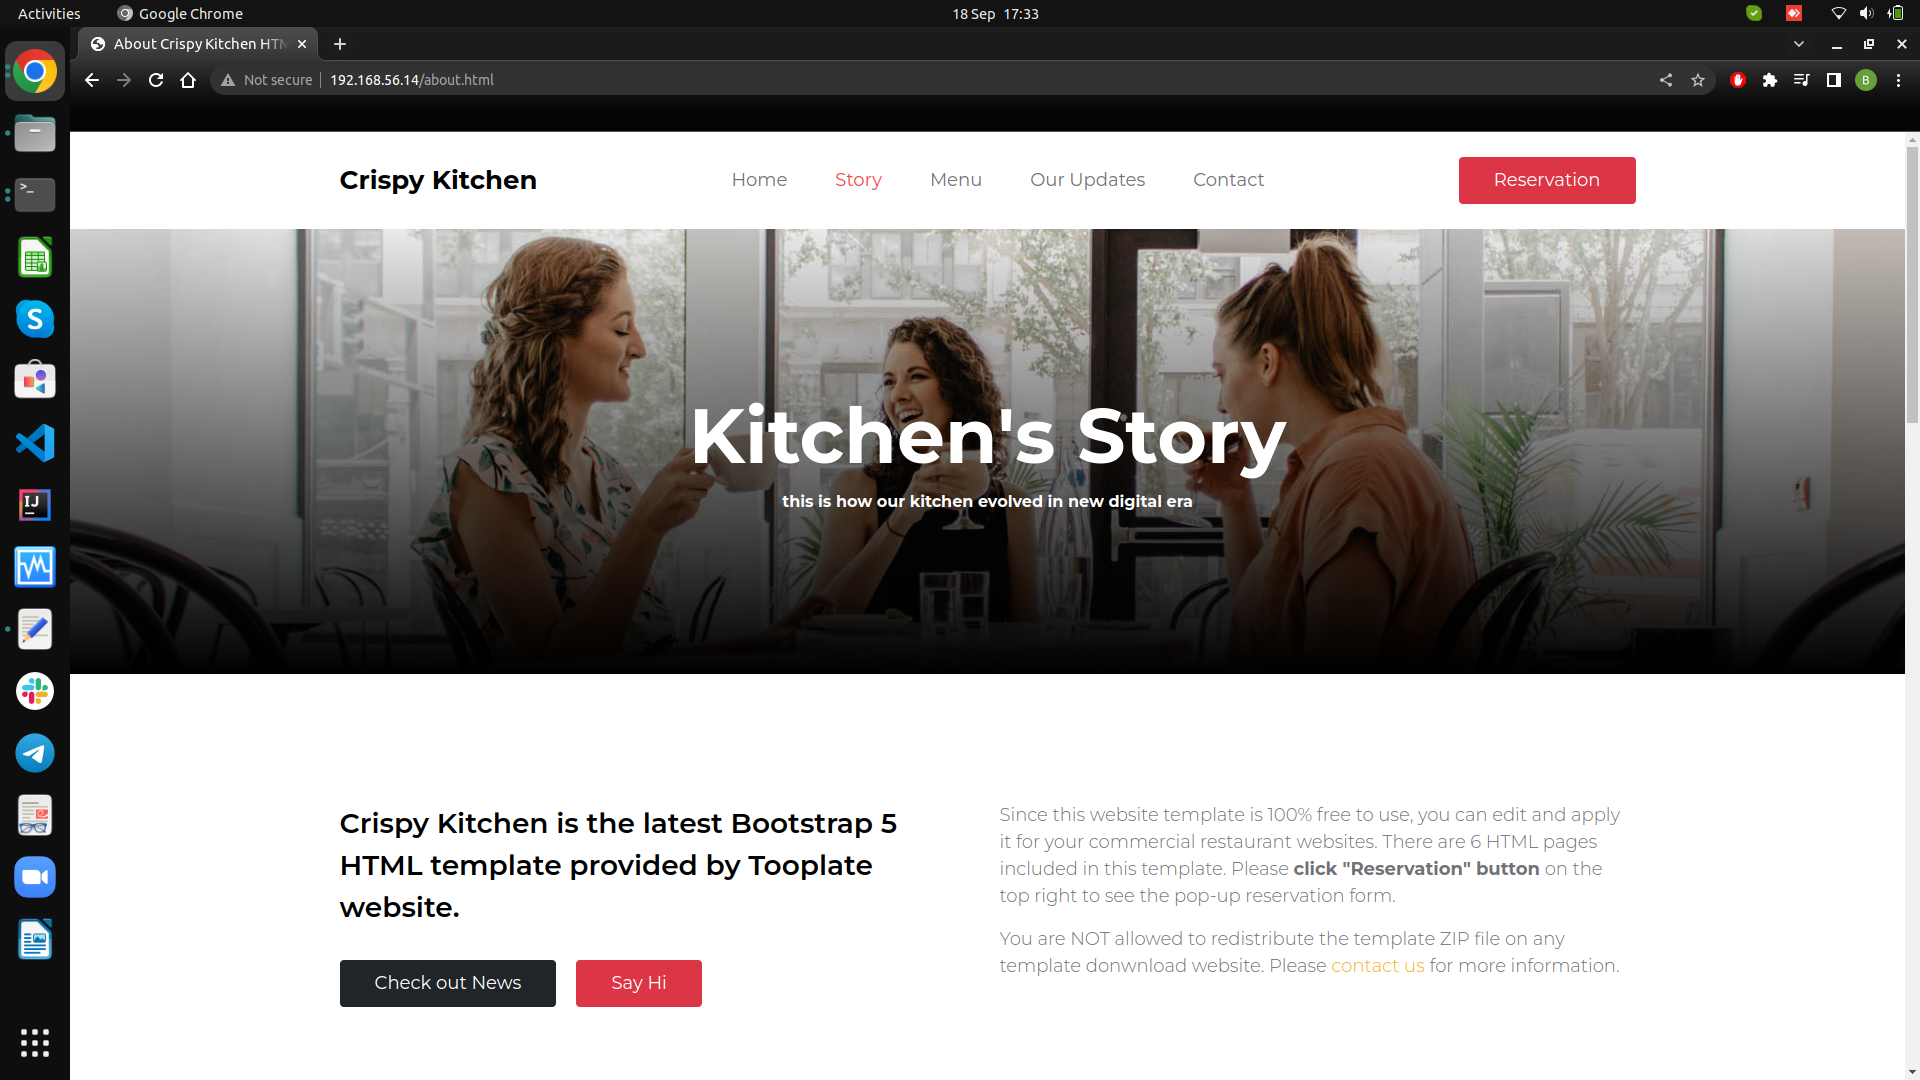 Activities
Google Chrome
18 Sep 17:33
About Crispy Kitchen HTM
Not secure
192.168.56.14/about.html
B
Crispy Kitchen
Home
Story
Menu
Our Updates
Contact
Reservation
Kitchen's Story
this is how our kitchen evolved in new digital era
Crispy Kitchen is the latest Bootstrap 5
HTML template provided by Tooplate
website.
Check out News
Say Hi
Since this website template is 100% free to use, you can edit and apply
it for your commercial restaurant websites. There are 6 HTML pages
included in this template. Please click "Reservation" button on the
top right to see the pop-up reservation form.
You are NOT allowed to redistribute the template ZIP file on any
template donwnload website. Please contact us for more information.
>_
S
IJ